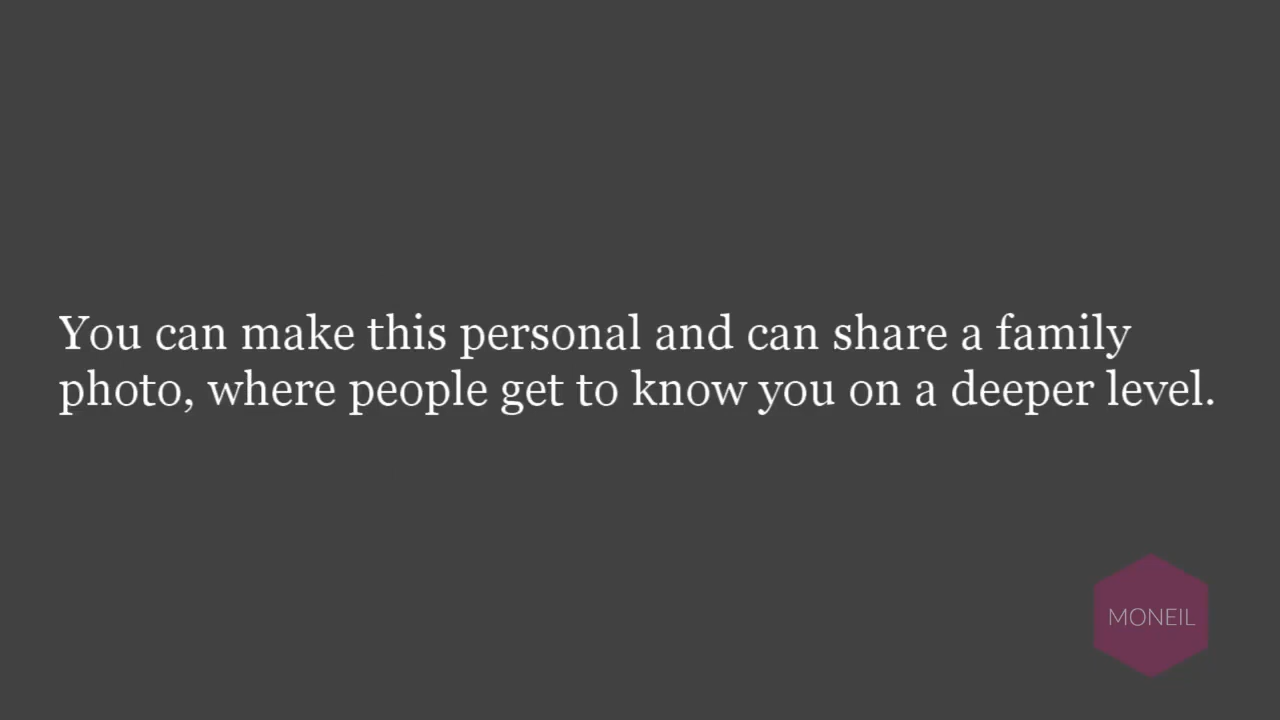 You can make this personal and can share a family
photo, where people get to know you on a deeper level.
MONEIL